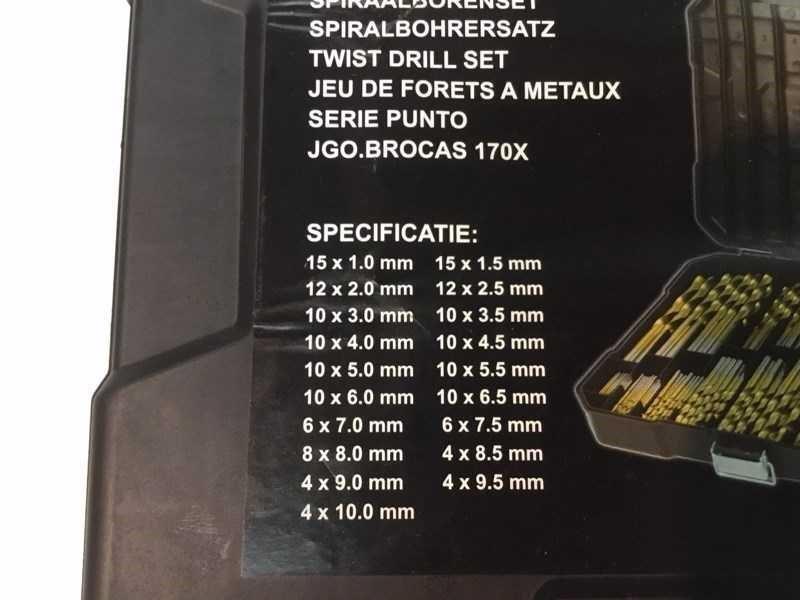 SPIRAALBORENSET
SPIRALBOHRERSATZ
TWIST DRILL SET
JEU DE FORETS A METAUX
SERIE PUNTO
JGO.BROCAS 170X
SPECIFICATIE:
15 x 1.0 mm 15 x 1.5 mm
12 x 2.0 mm 12 x 2.5 mm
10 x 3.0 mm 10 x 3.5 mm
10 x 4.0 mm 10 x 4.5 mm
10 x 5.0 mm 10 x 5.5 mm
10 x 6.0 mm 10 x 6.5 mm
6 x 7.0 mm 6 x 7.5 mm
8 x 8.0 mm 4 x 8.5 mm
4 x 9.0 mm 4 x 9.5 mm
4 x 10.0 mm